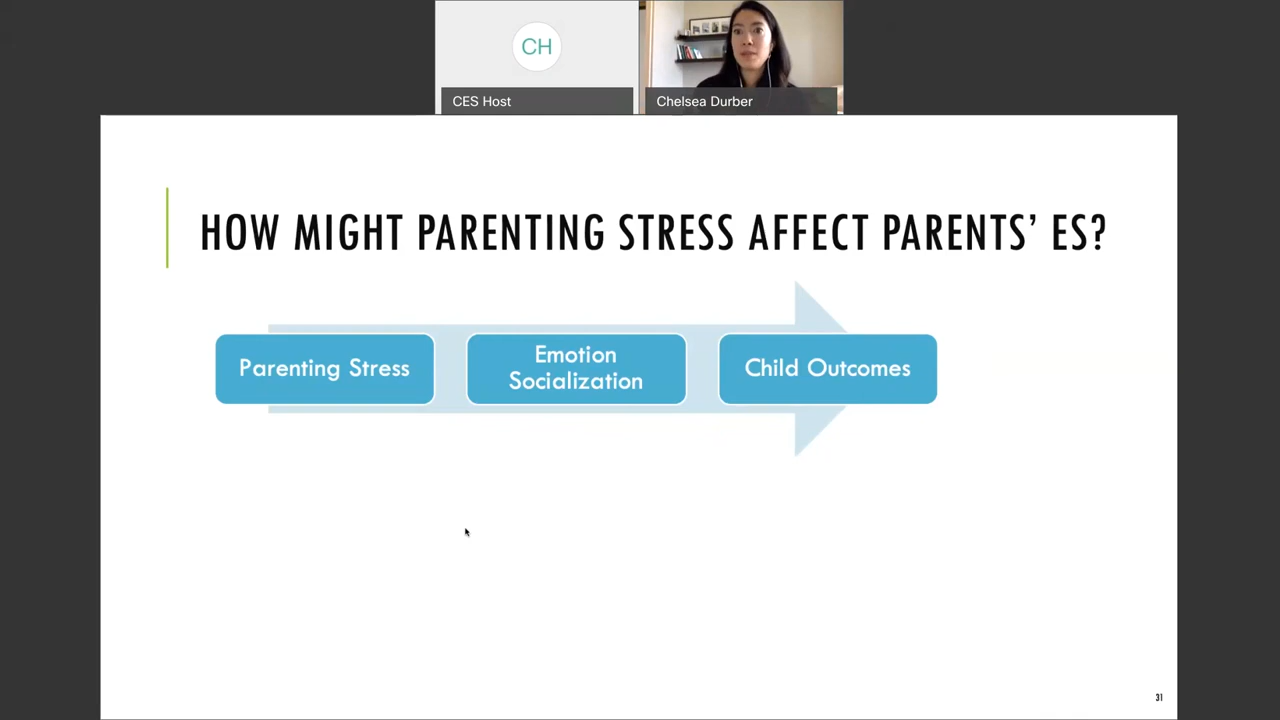 CH
CES Host
Chelsea Durber
HOW MIGHT PARENTING STRESS AFFECT PARENTS’ ES?
Parenting Stress
Emotion
Socialization
Child Outcomes
31